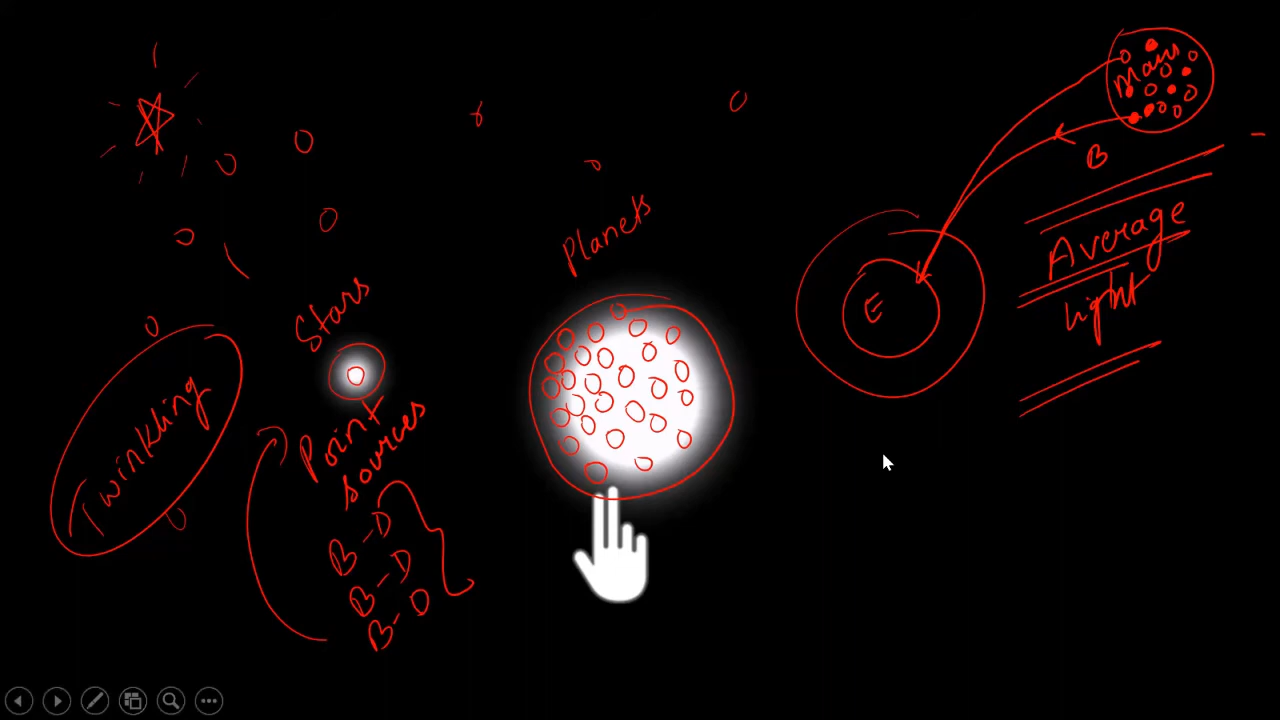 Mars
B
Planets
Average
light
E
Stars
Twinkling
Point
sources
B-D
B-D
B-D